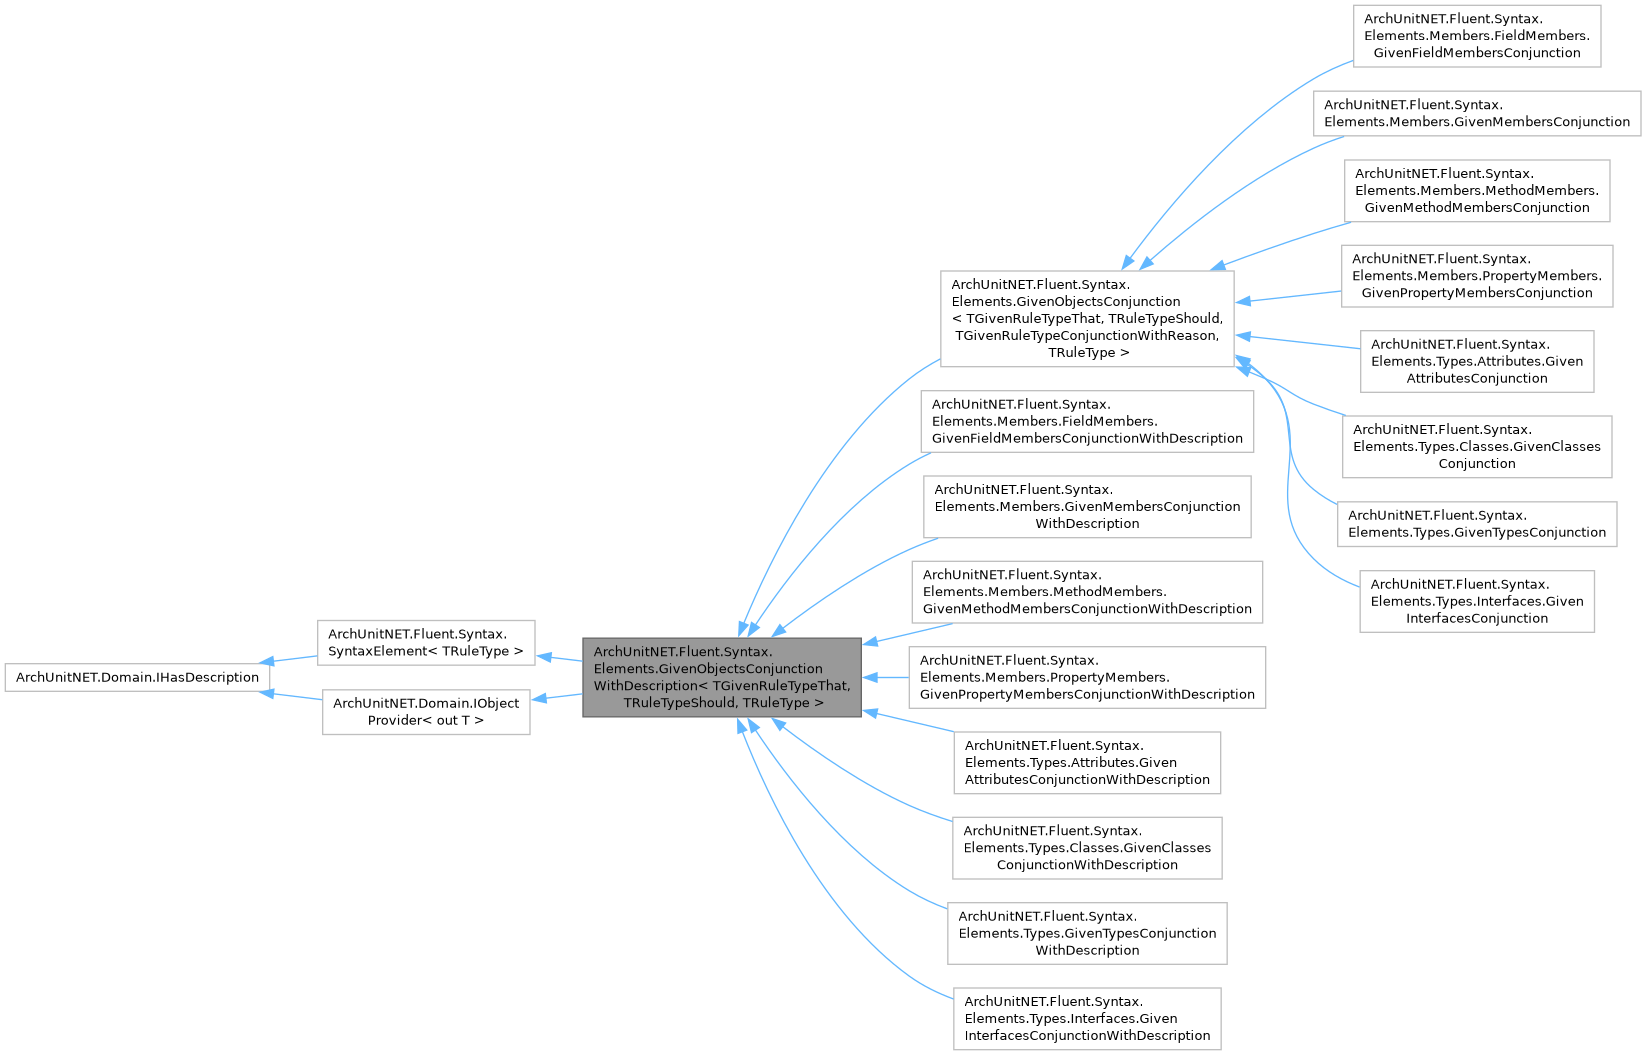 ArchUnitNET.Domain.IHasDescription
ArchUnitNET.Fluent.Syntax.
SyntaxElement< TRuleType >
ArchUnitNET.Domain.IObject
Provider< out T >
ArchUnitNET.Fluent.Syntax.
Elements.GivenObjectsConjunction
WithDescription< TGivenRuleTypeThat,
TRuleTypeShould, TRuleType >
ArchUnitNET.Fluent.Syntax.
Elements.GivenObjectsConjunction
< TGivenRuleTypeThat, TRuleTypeShould,
TGivenRuleTypeConjunctionWithReason,
TRuleType >
ArchUnitNET.Fluent.Syntax.
Elements.Members.FieldMembers.
GivenFieldMembersConjunctionWithDescription
ArchUnitNET.Fluent.Syntax.
Elements.Members.GivenMembersConjunction
WithDescription
ArchUnitNET.Fluent.Syntax.
Elements.Members.MethodMembers.
GivenMethodMembersConjunctionWithDescription
ArchUnitNET.Fluent.Syntax.
Elements.Members.PropertyMembers.
GivenPropertyMembersConjunctionWithDescription
ArchUnitNET.Fluent.Syntax.
Elements.Types.Attributes.Given
AttributesConjunctionWithDescription
ArchUnitNET.Fluent.Syntax.
Elements.Types.Classes.GivenClasses
ConjunctionWithDescription
ArchUnitNET.Fluent.Syntax.
Elements.Types.GivenTypesConjunction
WithDescription
ArchUnitNET.Fluent.Syntax.
Elements.Types.Interfaces.Given
InterfacesConjunctionWithDescription
ArchUnitNET.Fluent.Syntax.
Elements.Members.FieldMembers.
GivenFieldMembersConjunction
ArchUnitNET.Fluent.Syntax.
Elements.Members.GivenMembersConjunction
ArchUnitNET.Fluent.Syntax.
Elements.Members.MethodMembers.
GivenMethodMembersConjunction
ArchUnitNET.Fluent.Syntax.
Elements.Members.PropertyMembers.
GivenPropertyMembersConjunction
ArchUnitNET.Fluent.Syntax.
Elements.Types.Attributes.Given
AttributesConjunction
ArchUnitNET.Fluent.Syntax.
Elements.Types.Classes.GivenClasses
Conjunction
ArchUnitNET.Fluent.Syntax.
Elements.Types.GivenTypesConjunction
ArchUnitNET.Fluent.Syntax.
Elements.Types.Interfaces.Given
InterfacesConjunction